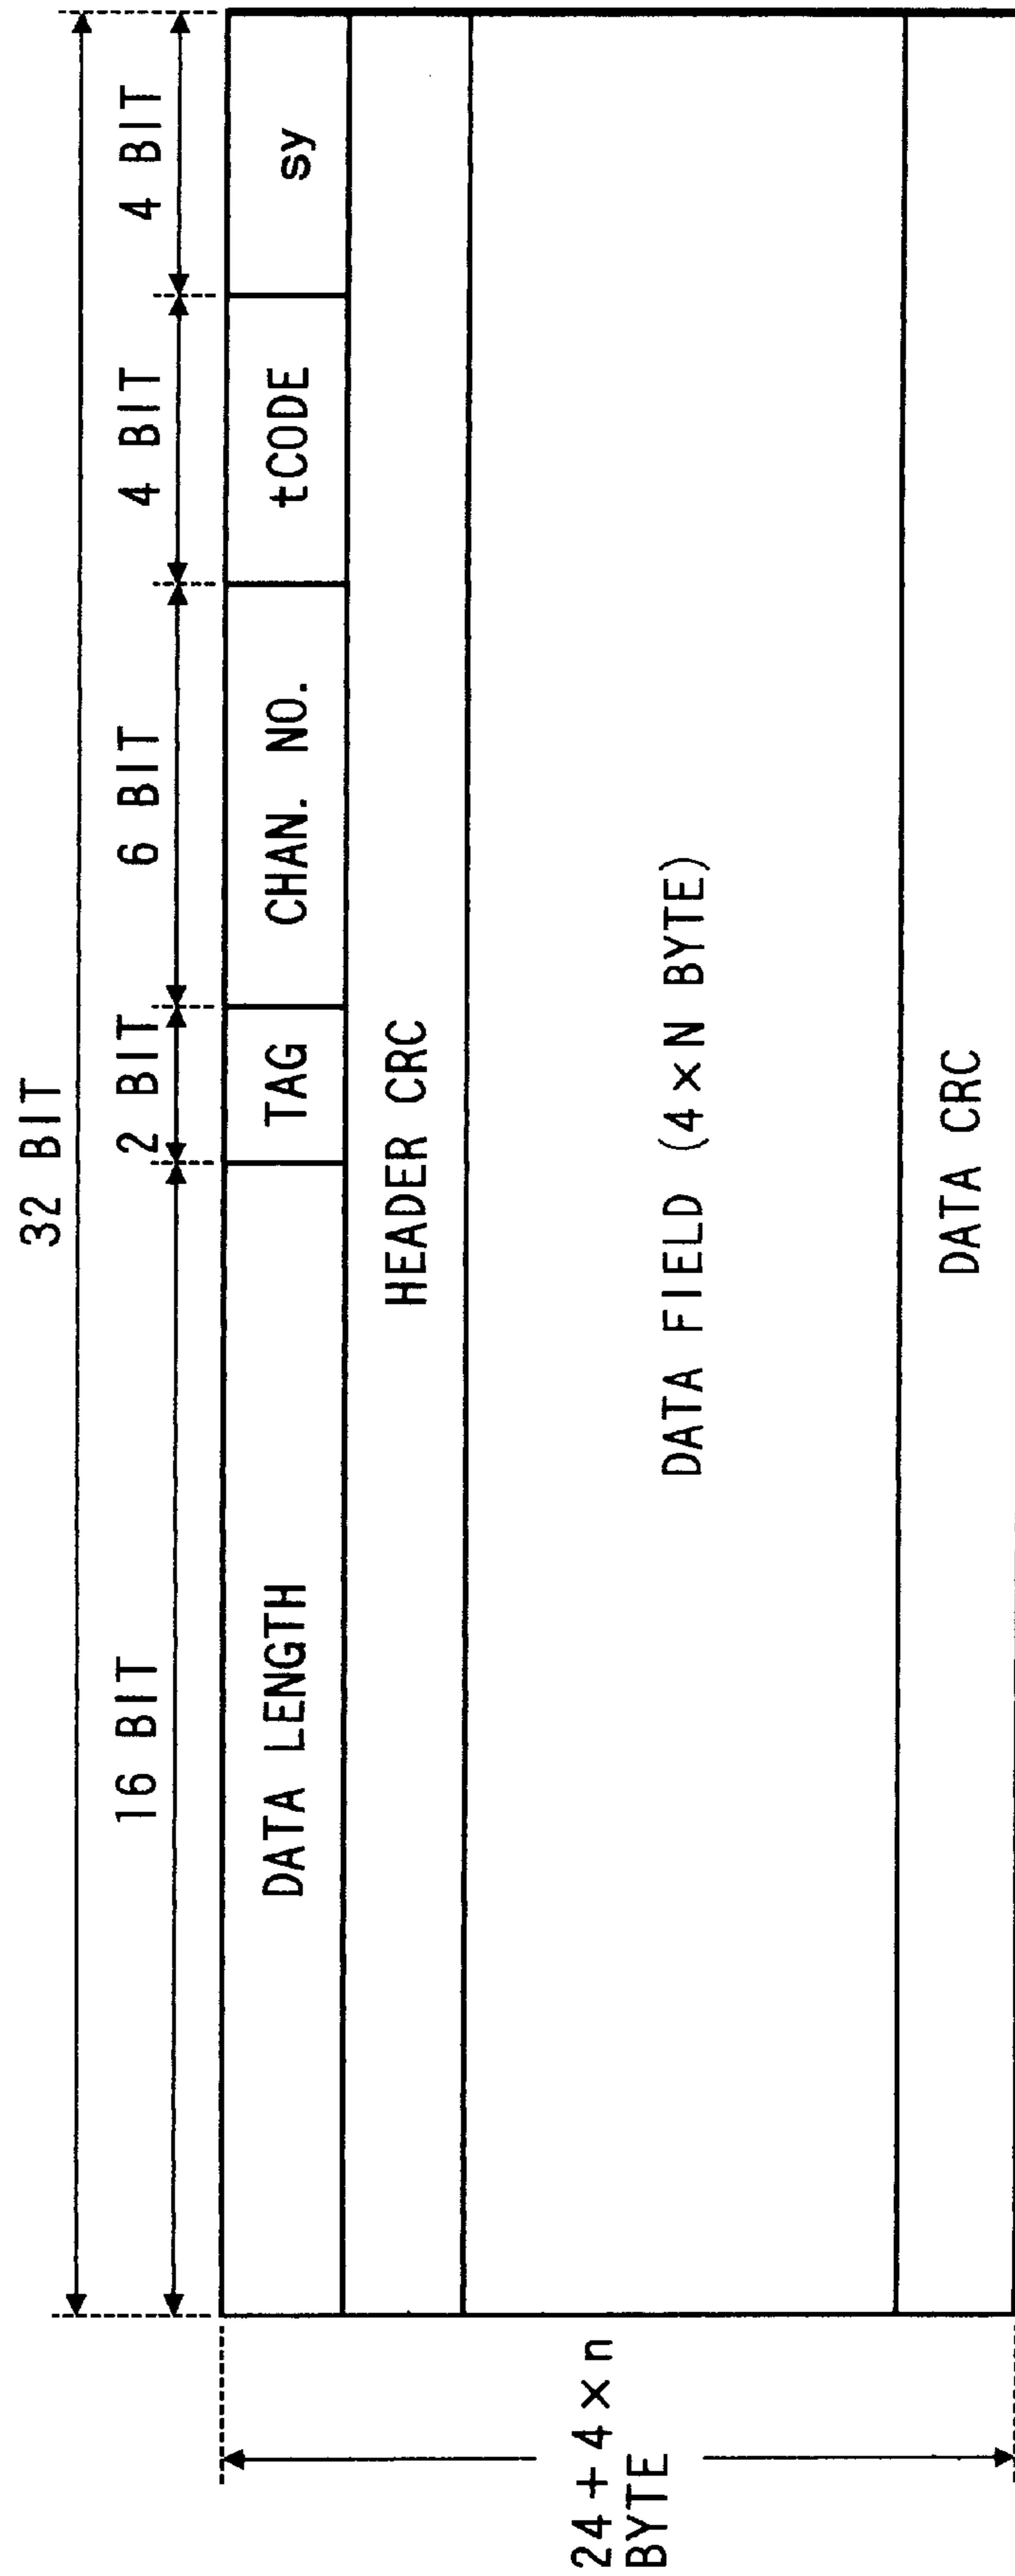 32 BIT
16 BIT 2 BIT 6 BIT 4 BIT 4 BIT
DATA LENGTH TAG CHAN. NO. tCODE sy
HEADER CRC
24+4×n
BYTE
DATA FIELD (4×N BYTE)
DATA CRC